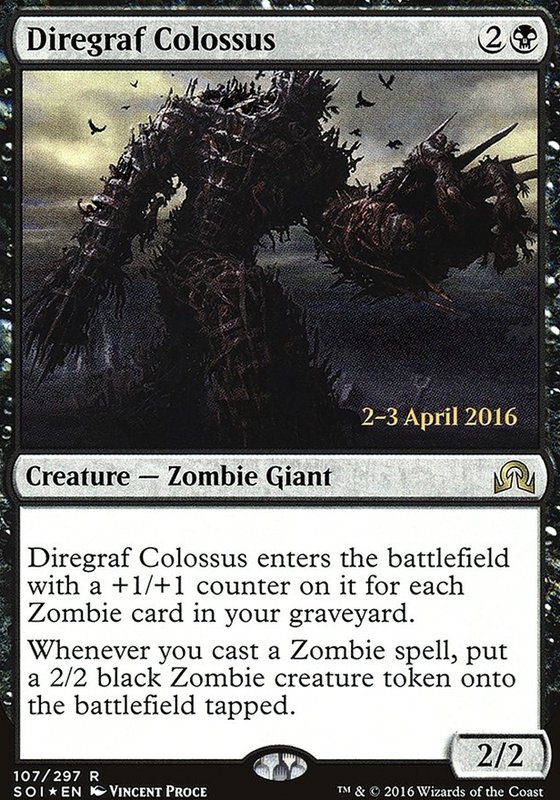 Diregraf Colossus 2
2–3 April 2016
Creature — Zombie Giant
Diregraf Colossus enters the battlefield
with a +1/+1 counter on it for each
Zombie card in your graveyard.
Whenever you cast a Zombie spell, put
a 2/2 black Zombie creature token onto
the battlefield tapped.
2/2
107/297 R
SOI★EN Vincent Proce
™ & © 2016 Wizards of the Coast